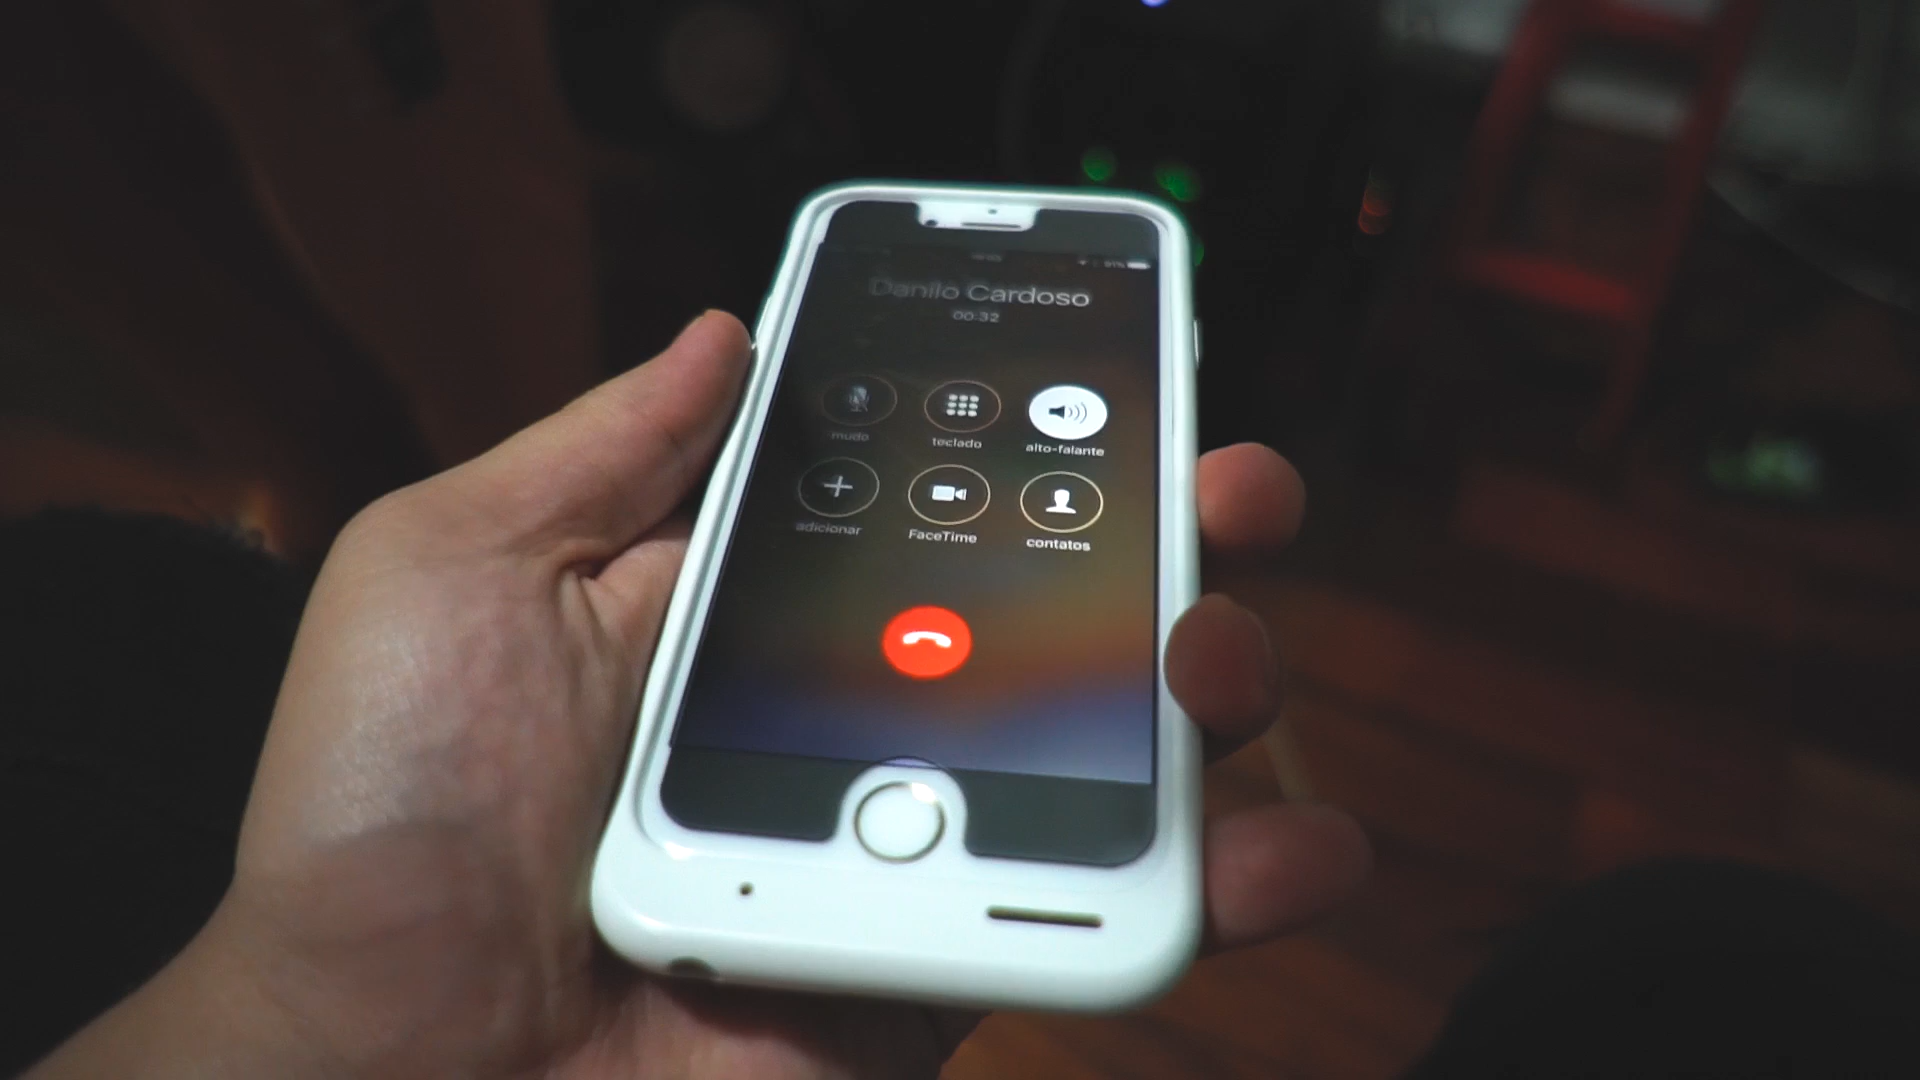 Danilo Cardoso
00:32
mudo teclado alto-falante
adicionar FaceTime contatos